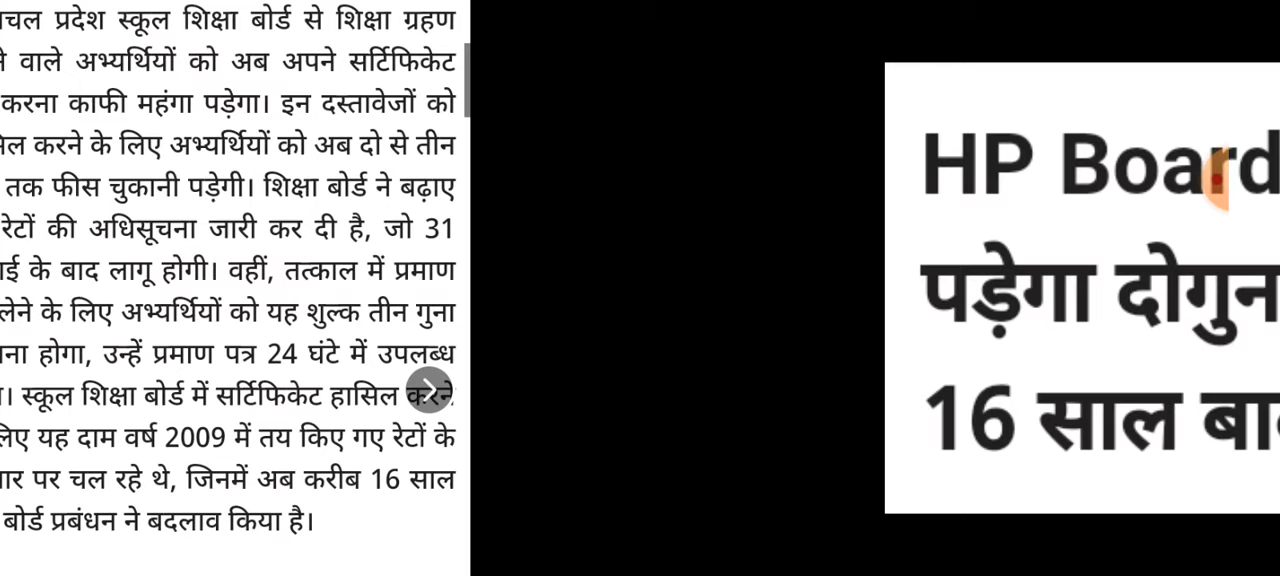 प्रदेश स्कूल शिक्षा बोर्ड से शिक्षा ग्रहण
वाले अभ्यर्थियों को अब अपने सर्टिफिकेट
करना काफी महंगा पड़ेगा। इन दस्तावेजों को
करने के लिए अभ्यर्थियों को अब दो से तीन
तक फीस चुकानी पड़ेगी। शिक्षा बोर्ड ने बढ़ाए
रेटों की अधिसूचना जारी कर दी है, जो 31
के बाद लागू होगी। वहीं, तत्काल में प्रमाण
लेने के लिए अभ्यर्थियों को यह शुल्क तीन गुना
होगा, उन्हें प्रमाण पत्र 24 घंटे में उपलब्ध
। स्कूल शिक्षा बोर्ड में सर्टिफिकेट हासिल करने
यह दाम वर्ष 2009 में तय किए गए रेटों के
पर चल रहे थे, जिनमें अब करीब 16 साल
बोर्ड प्रबंधन ने बदलाव किया है।
HP Board
पड़ेगा
16 साल